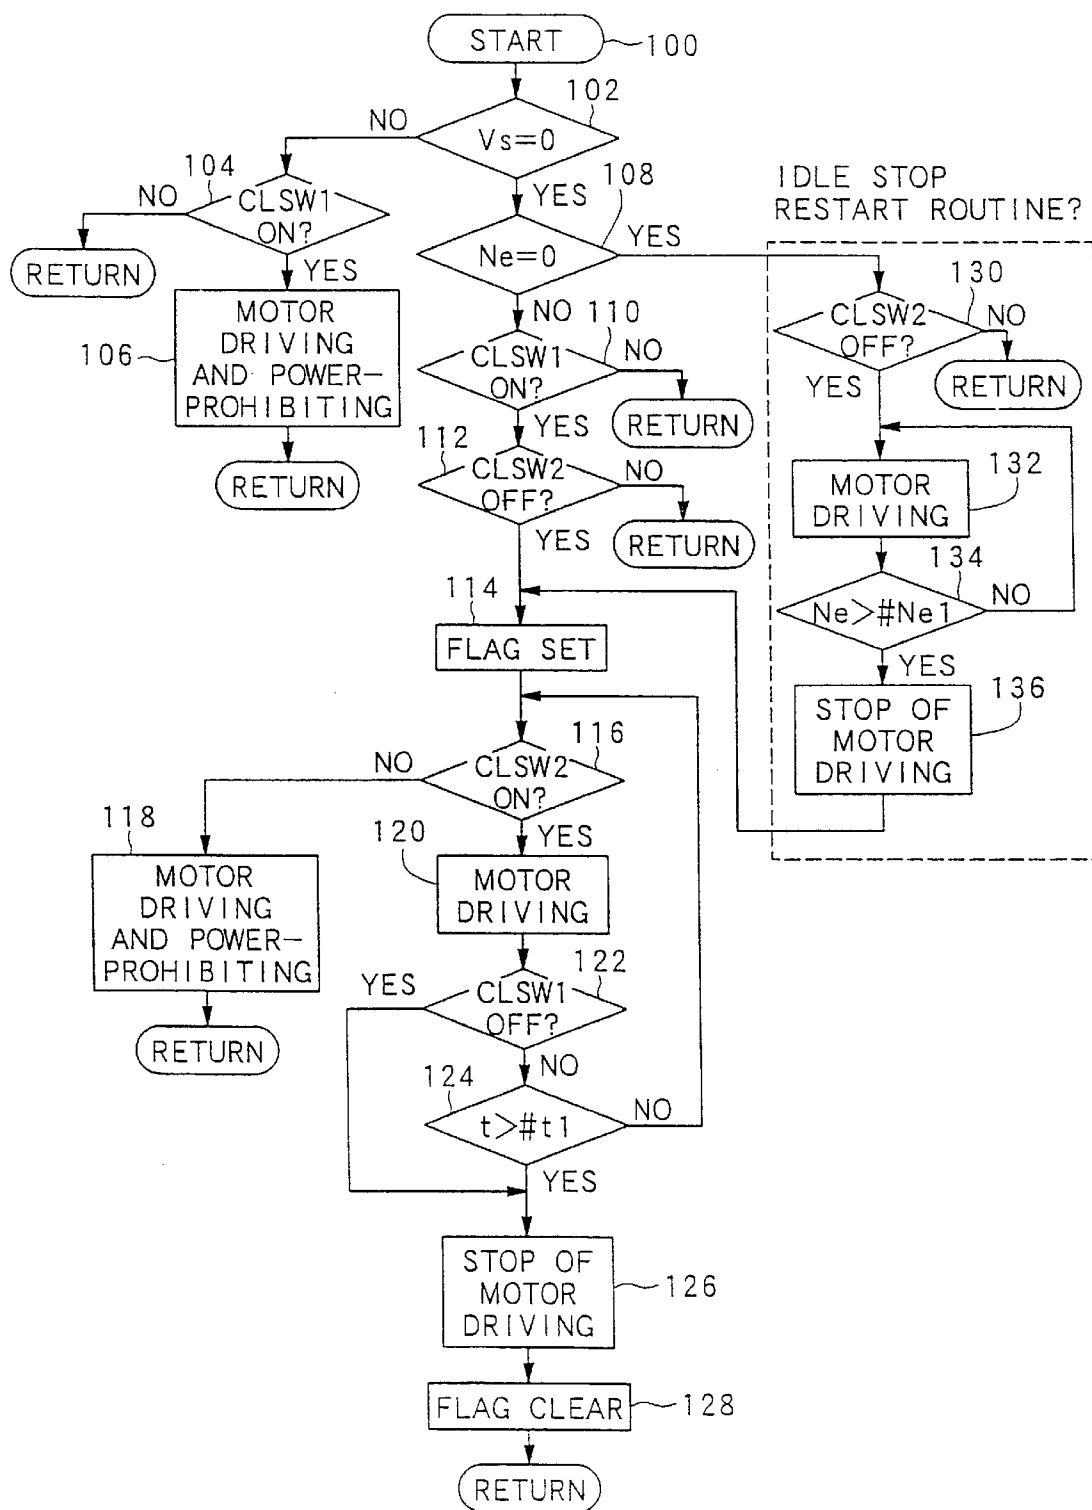 START
100
102
Vs=0
NO
YES
104
CLSW1
ON?
NO
RETURN
YES
106
MOTOR
DRIVING
AND POWER-
PROHIBITING
RETURN
108
Ne=0
YES
NO
110
CLSW1
ON?
NO
RETURN
YES
112
CLSW2
OFF?
NO
RETURN
YES
IDLE STOP
RESTART ROUTINE?
130
CLSW2
OFF?
NO
RETURN
YES
132
MOTOR
DRIVING
134
Ne>#Ne1
NO
YES
136
STOP OF
MOTOR
DRIVING
114
FLAG SET
116
CLSW2
ON?
NO
YES
118
MOTOR
DRIVING
AND POWER-
PROHIBITING
RETURN
120
MOTOR
DRIVING
122
CLSW1
OFF?
YES
NO
124
t>#t1
NO
YES
STOP OF
MOTOR
DRIVING
126
FLAG CLEAR
128
RETURN